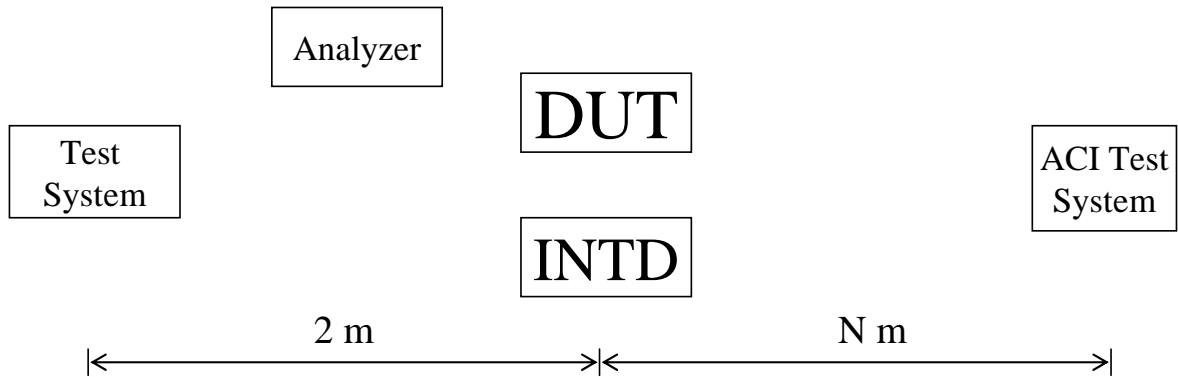 Analyzer
DUT
Test
System
ACI Test
System
INTD
2 m
N m